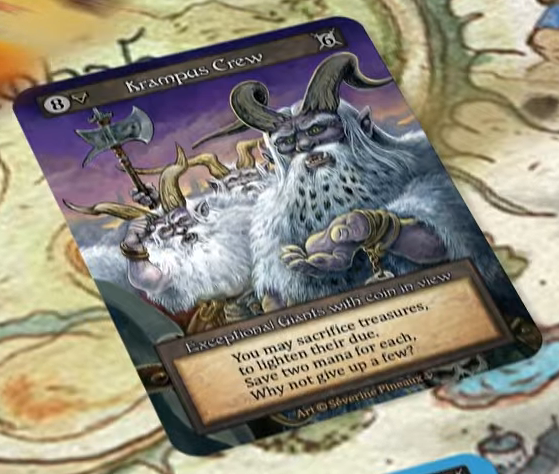 8
Krampus Crew
6
Exceptional Giants with coin in view
You may sacrifice treasures,
to lighten their due.
Save two mana for each,
Why not give up a few?
Art © Séverine Pineaux